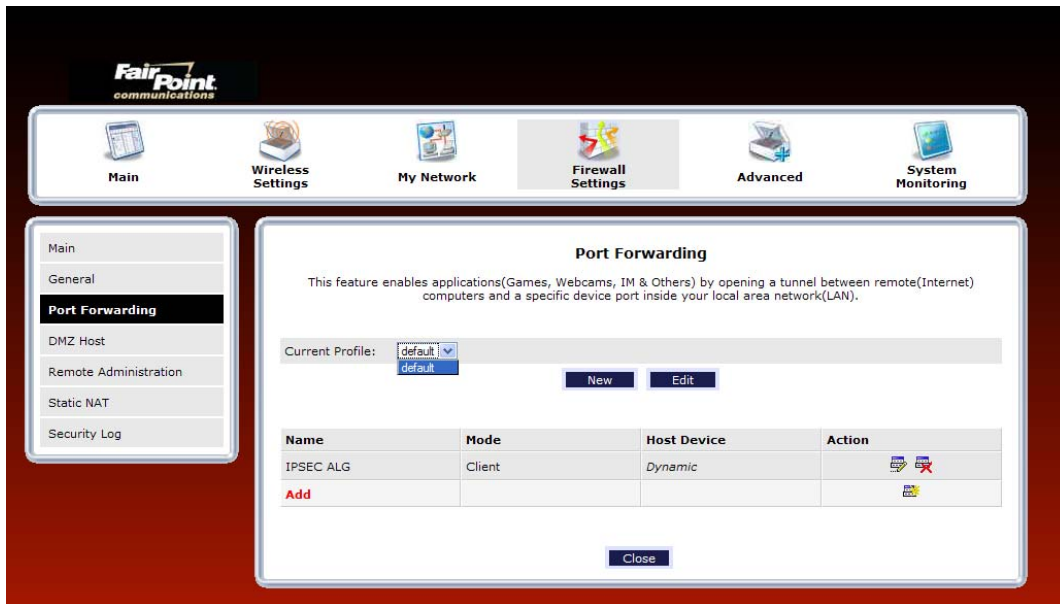 FairPoint.
communications
Main
Wireless
Settings
My Network
Firewall
Settings
Advanced
System
Monitoring
Main
General
Port Forwarding
DMZ Host
Remote Administration
Static NAT
Security Log
Port Forwarding
This feature enables applications(Games, Webcams, IM & Others) by opening a tunnel between remote(Internet)
computers and a specific device port inside your local area network(LAN).
Current Profile: default
default
New Edit
Name Mode Host Device Action
IPSEC ALG Client Dynamic
Add
Close